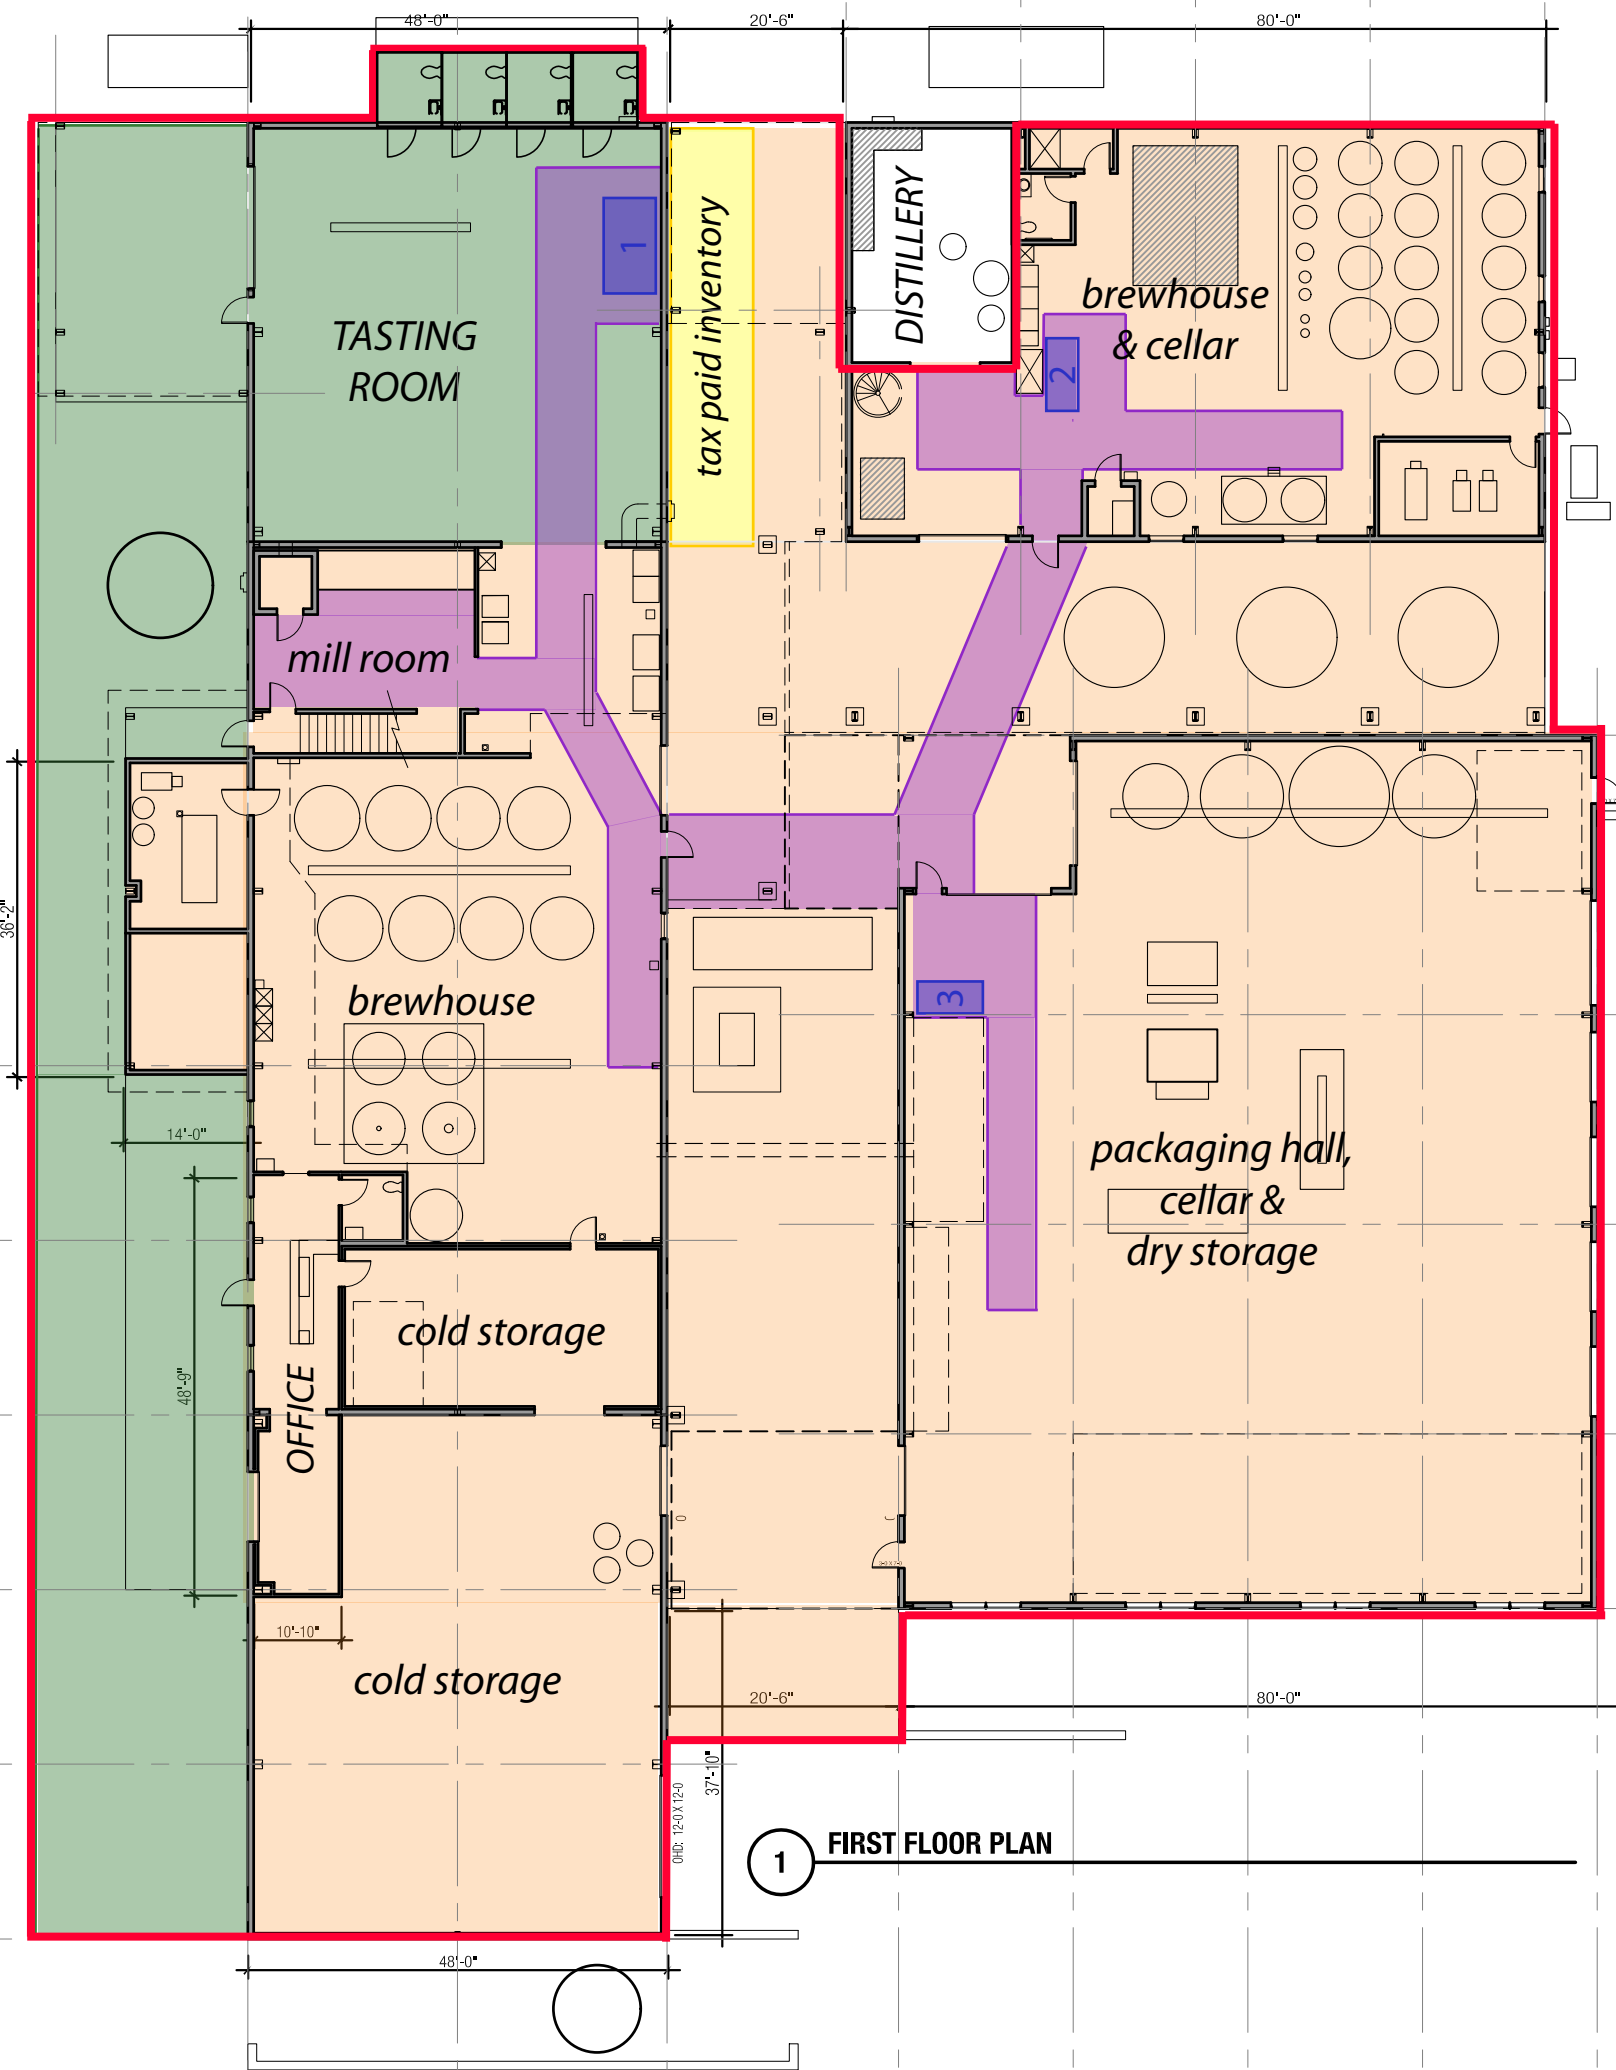 48'-0"
20'-6"
80'-0"
TASTING
ROOM
1
tax paid inventory
DISTILLERY
brewhouse
& cellar
2
mill room
36'-2"
brewhouse
3
14'-0"
packaging hall,
cellar &
dry storage
48'-9"
OFFICE
cold storage
10'-10"
cold storage
20'-6"
80'-0"
37'-10"
OHD: 12-0 X 12-0
1
FIRST FLOOR PLAN
48'-0"